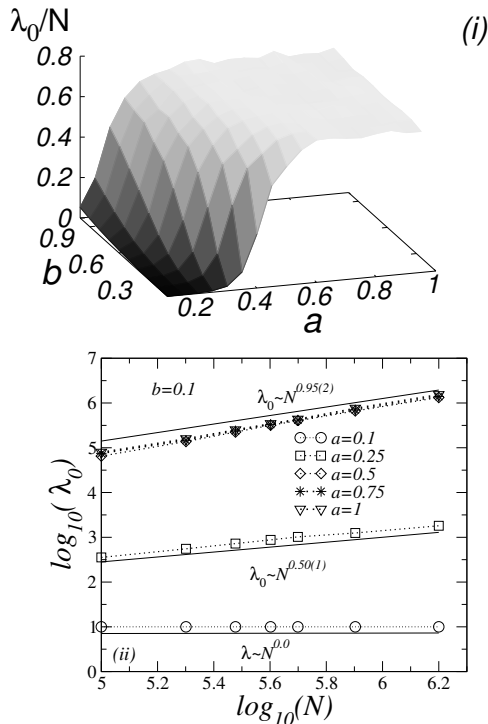 λ₀/N
(i)
0.8
0.6
0.4
0.2
0
0.9
0.6
0.3
b
0.2
0.4
0.6
0.8
1
a
7
6
5
4
3
2
1
0
log₁₀(λ₀)
b=0.1
λ₀~N^0.95(2)
a=0.1
a=0.25
a=0.5
a=0.75
a=1
λ₀~N^0.50(1)
λ~N^0.0
(ii)
5 5.2 5.4 5.6 5.8 6 6.2
log₁₀(N)